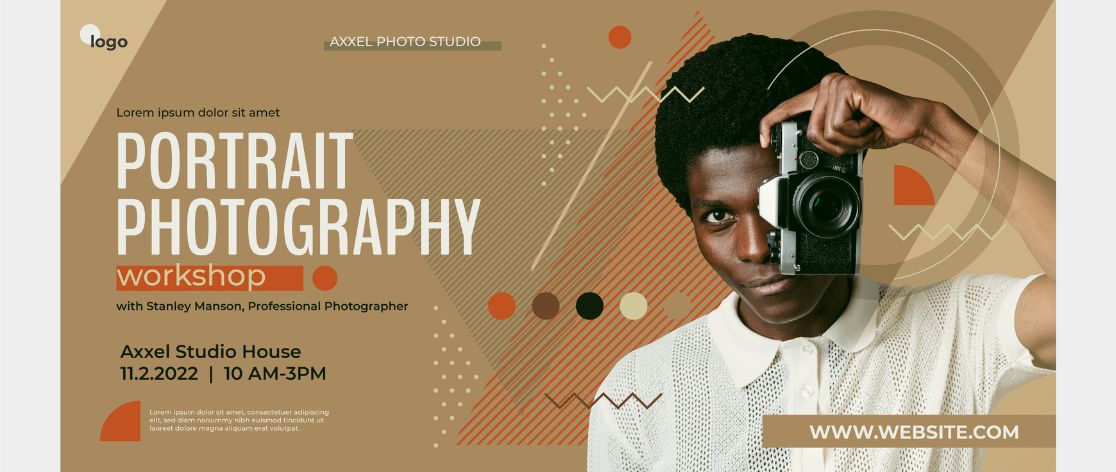 logo
AXXEL PHOTO STUDIO
Lorem ipsum dolor sit amet
PORTRAIT
PHOTOGRAPHY
workshop
with Stanley Manson, Professional Photographer
Axxel Studio House
11.2.2022 | 10 AM-3PM
Lorem ipsum dolor sit amet, consectetuer adipiscing
elit, sed diam nonummy nibh euismod tincidunt ut
laoreet dolore magna aliquam erat volutpat.
WWW.WEBSITE.COM